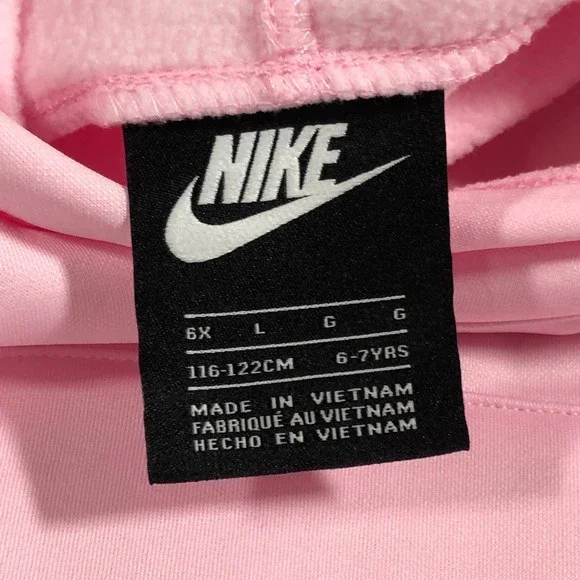 NIKE
6X L G G
116-122CM 6-7YRS
MADE IN VIETNAM
FABRIQUÉ AU VIETNAM
HECHO EN VIETNAM